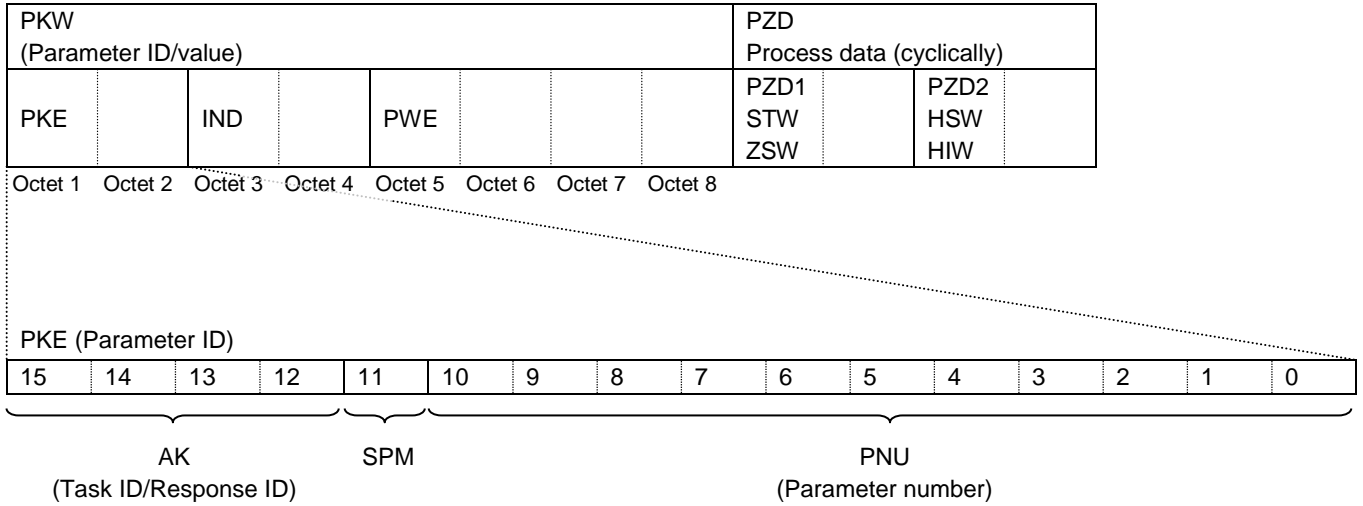 PKW
(Parameter ID/value)
PZD
Process data (cyclically)
PKE
IND
PWE
PZD1
STW
ZSW
PZD2
HSW
HIW
Octet 1 Octet 2 Octet 3 Octet 4 Octet 5 Octet 6 Octet 7 Octet 8
PKE (Parameter ID)
15 14 13 12 11 10 9 8 7 6 5 4 3 2 1 0
AK SPM PNU
(Task ID/Response ID) (Parameter number)